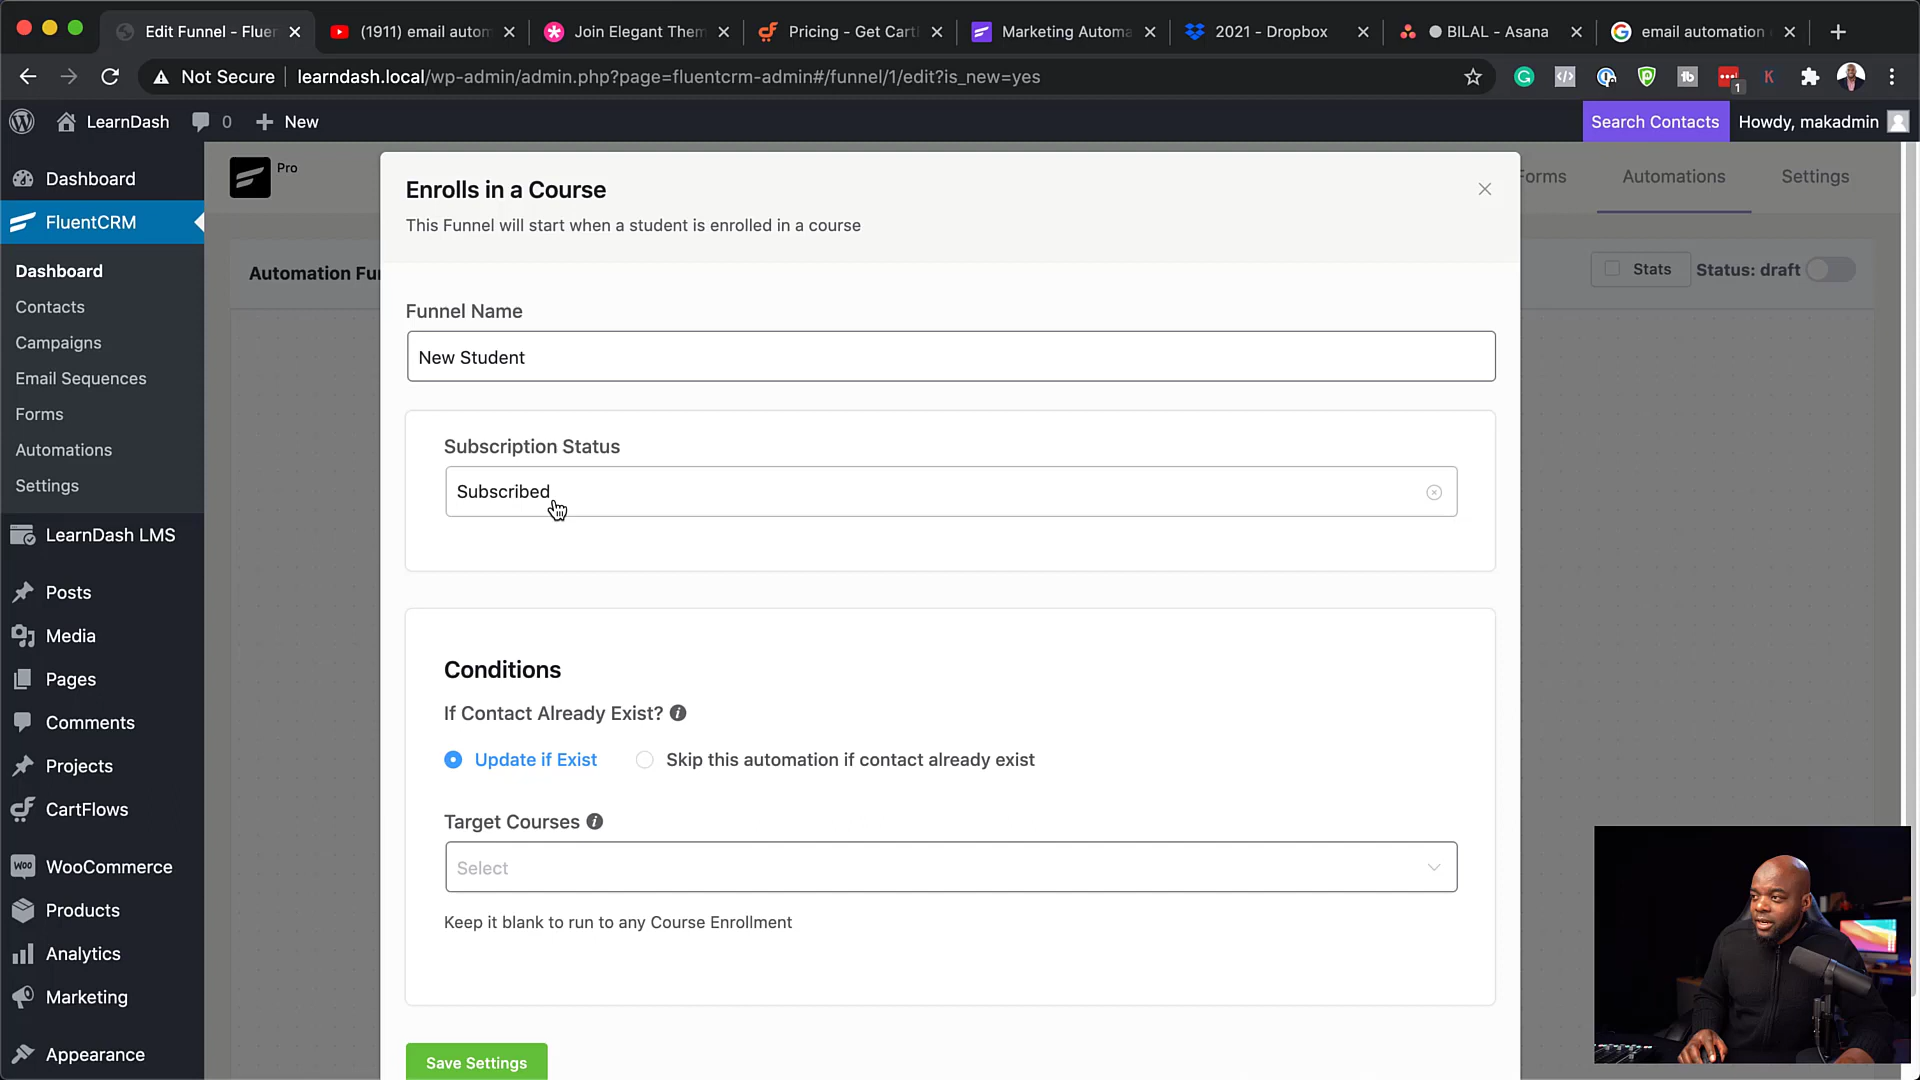 Edit Funnel - Fluen
(1911) email autom
Join Elegant Them
Pricing - Get Carti
Marketing Automa
2021 - Dropbox
BILAL - Asana
email automation
Not Secure
learndash.local/wp-admin/admin.php?page=fluentcrm-admin#/funnel/1/edit?is_new=yes
1
LearnDash
0
New
Search Contacts
Howdy, makadmin
Dashboard
FluentCRM
Dashboard
Contacts
Campaigns
Email Sequences
Forms
Automations
Settings
LearnDash LMS
Posts
Media
Pages
Comments
Projects
CartFlows
WooCommerce
Products
Analytics
Marketing
Appearance
Pro
Forms
Automations
Settings
Automation Fu
Stats
Status: draft
Enrolls in a Course
This Funnel will start when a student is enrolled in a course
Funnel Name
New Student
Subscription Status
Subscribed
Conditions
If Contact Already Exist?
Update if Exist
Skip this automation if contact already exist
Target Courses
Select
Keep it blank to run to any Course Enrollment
Save Settings